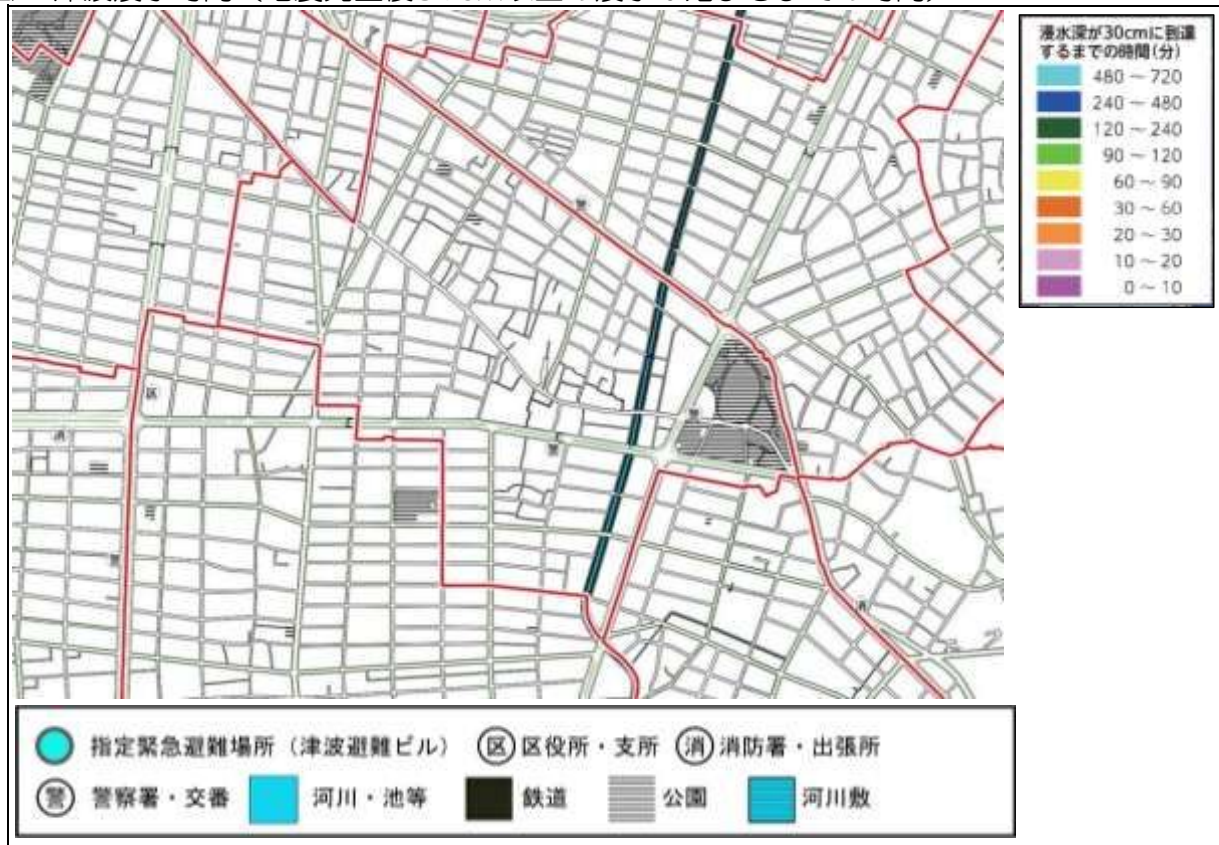 浸水深が30cmに到達
するまでの時間(分)
480～720
240～480
120～240
90～120
60～90
30～60
20～30
10～20
0～10
警
区
消
警
警
消
指定緊急避難場所（津波避難ビル） 区 区役所・支所 消 消防署・出張所
警 警察署・交番 河川・池等 鉄道 公園 河川敷